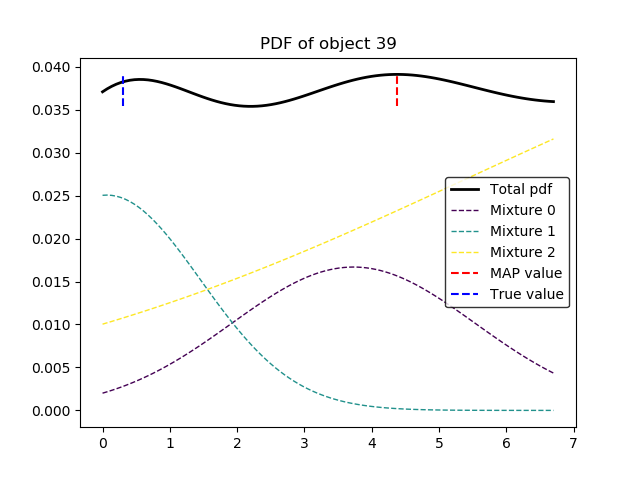 PDF of object 39
0.040
0.035
0.030
0.025
0.020
0.015
0.010
0.005
0.000
Total pdf
Mixture 0
Mixture 1
Mixture 2
MAP value
True value
0 1 2 3 4 5 6 7